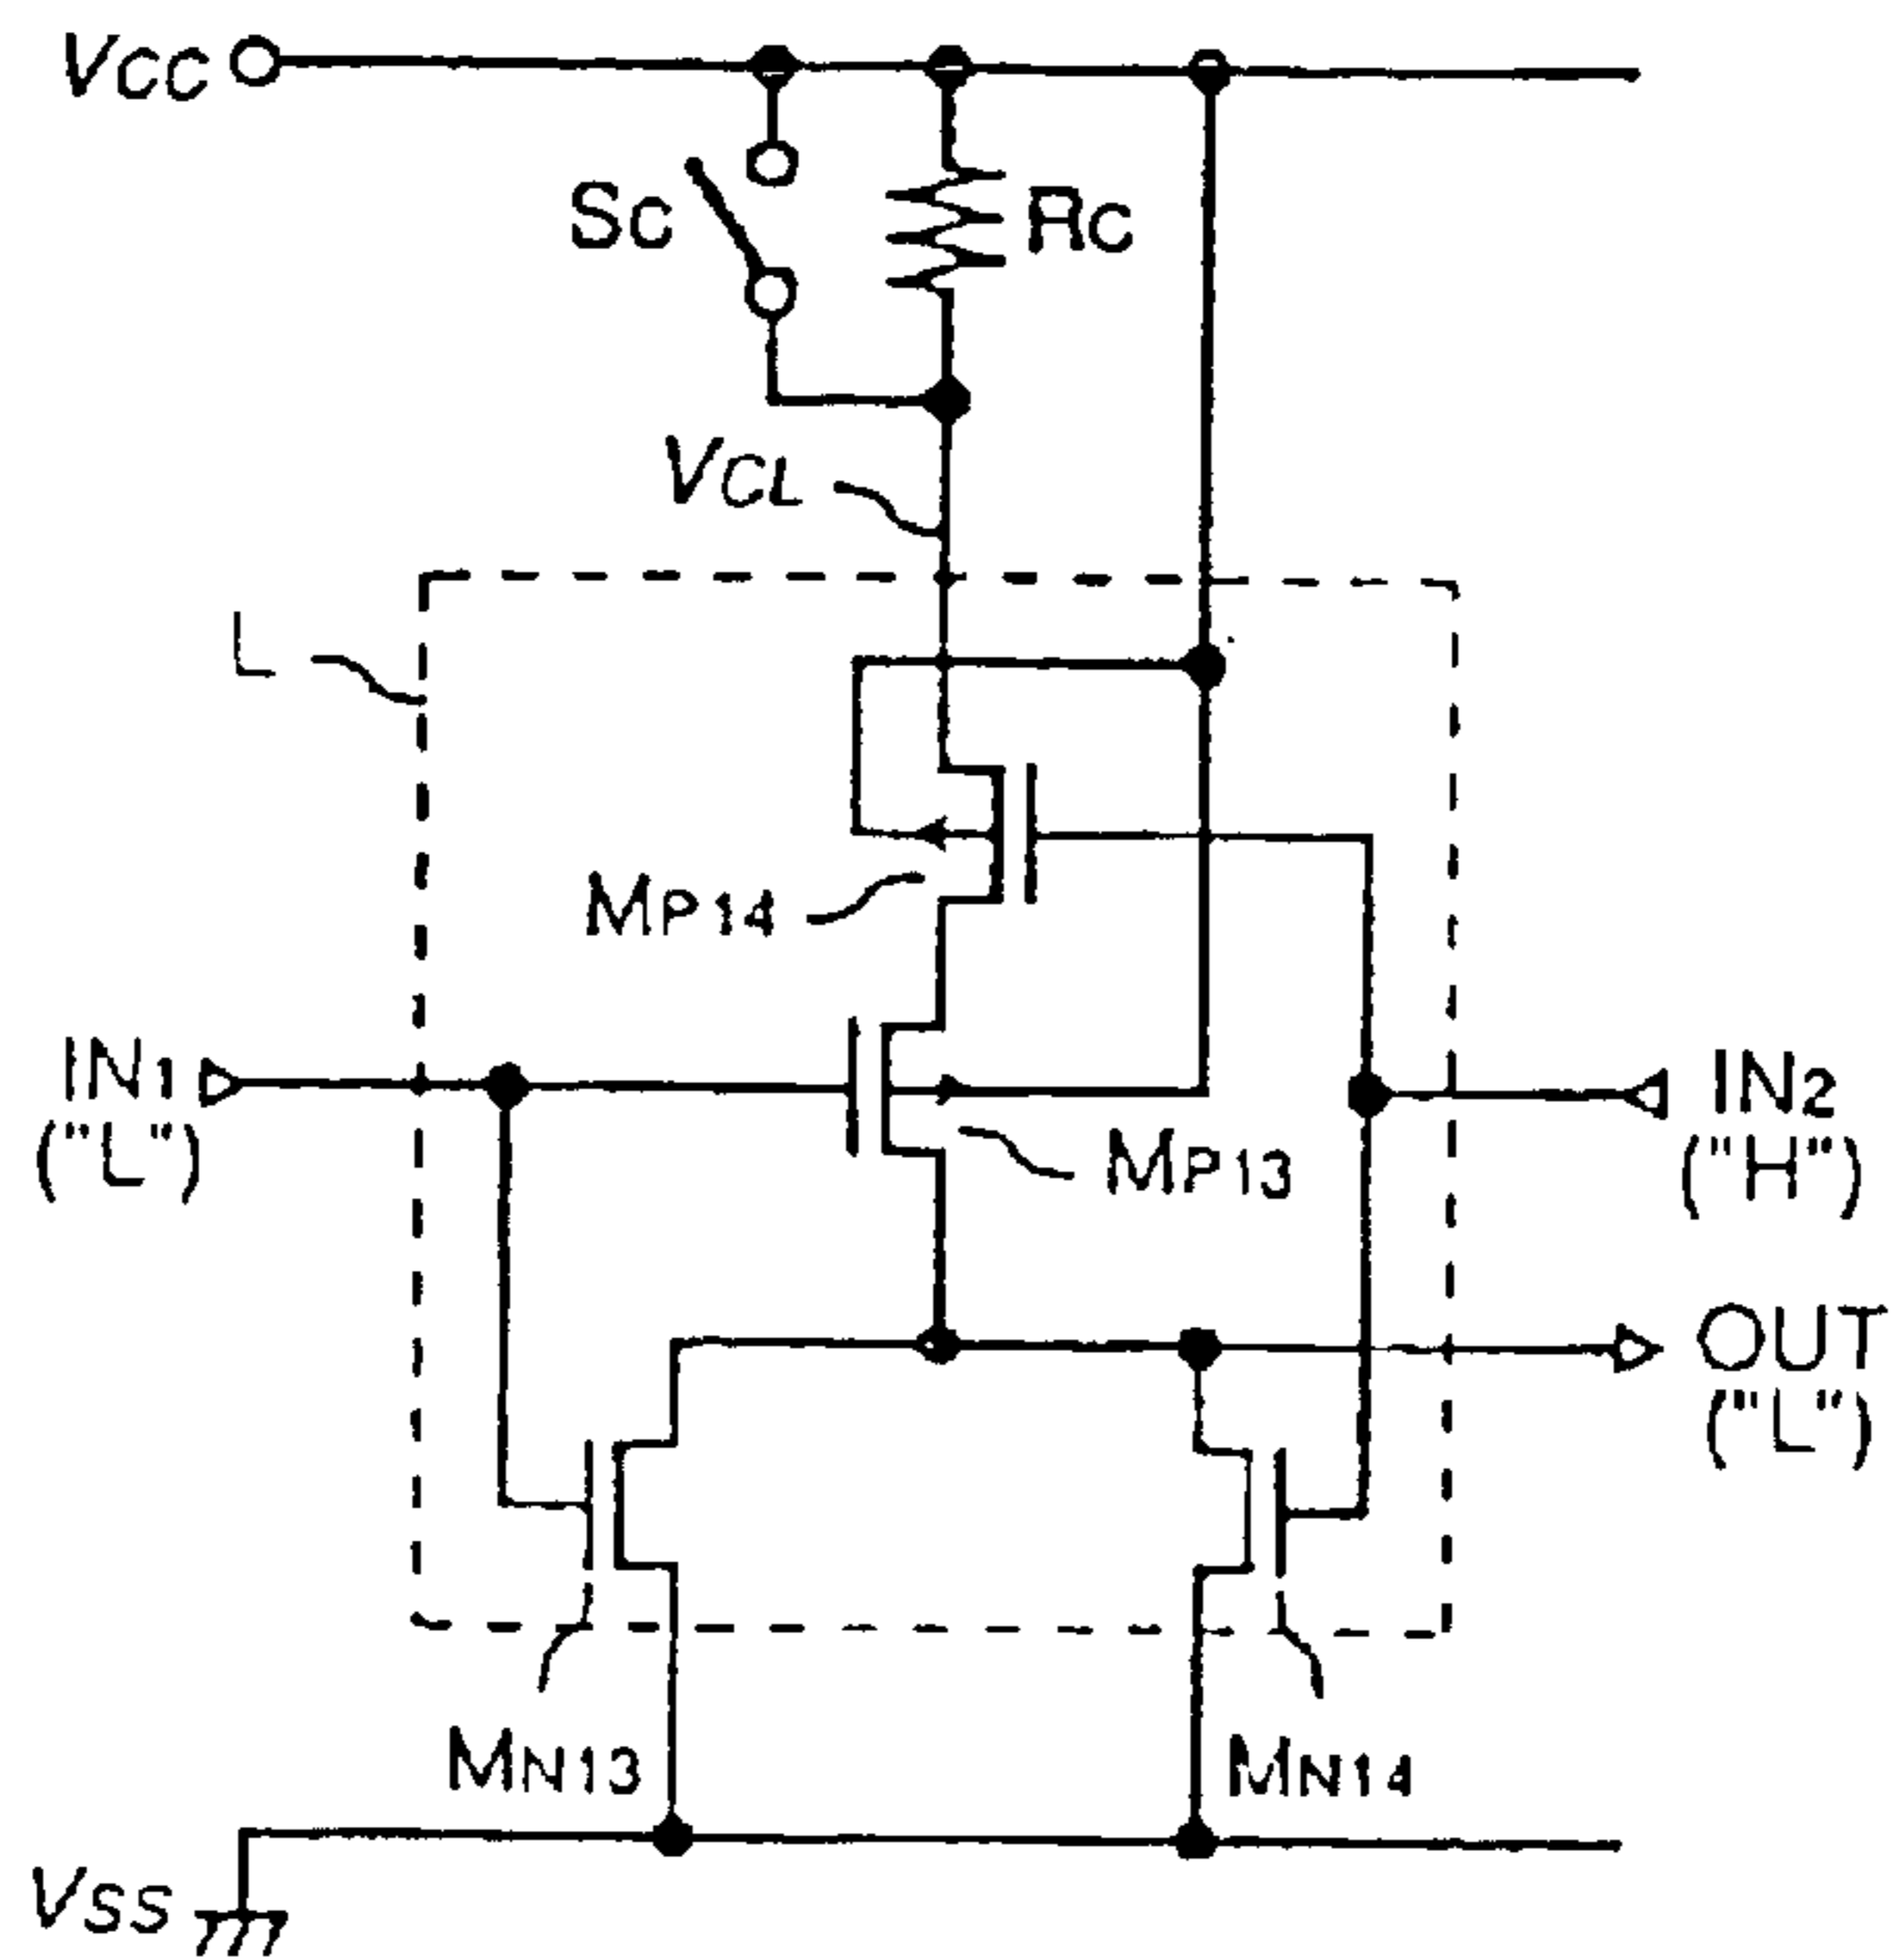 VCC
SC
RC
VCL
L
MP14
IN1
("L")
IN2
("H")
MP13
OUT
("L")
MN13
MN14
VSS